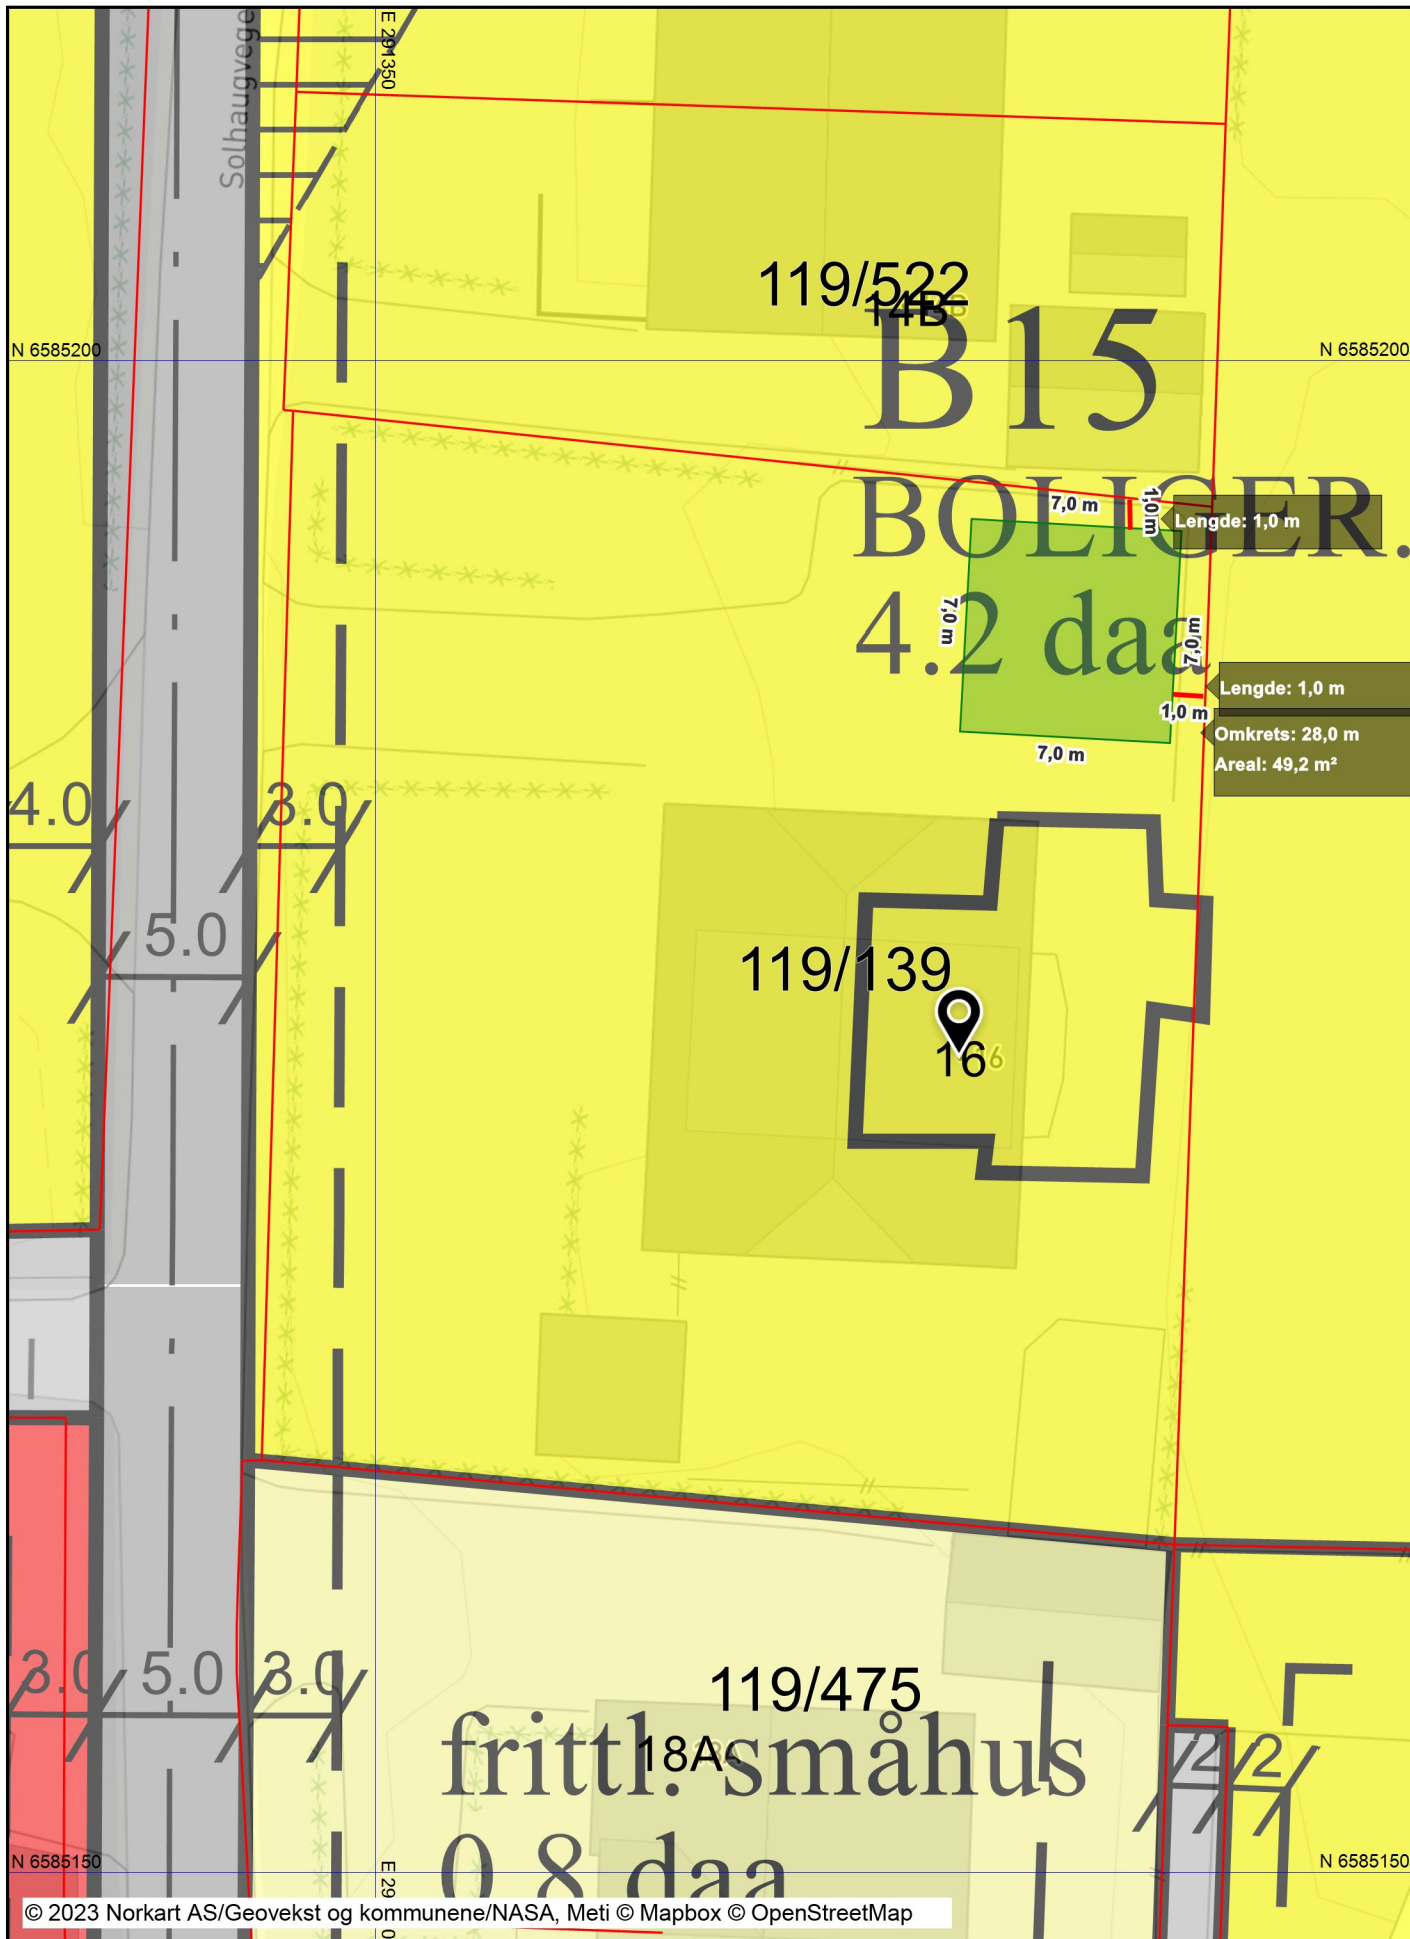 Solhaugvege
E 291350
119/522
14B
N 6585200
N 6585200
B15
BOLIGER.
4.2 daa
7,0 m
1,0 m
Lengde: 1,0 m
7,0 m
7,0 m
Lengde: 1,0 m
1,0 m
Omkrets: 28,0 m
Areal: 49,2 m²
7,0 m
4.0
3.0
5.0
119/139
16
3.0
5.0
3.0
119/475
18A
frittl. småhus
0.8 daa
2
2
N 6585150
N 6585150
© 2023 Norkart AS/Geovekst og kommunene/NASA, Meti © Mapbox © OpenStreetMap